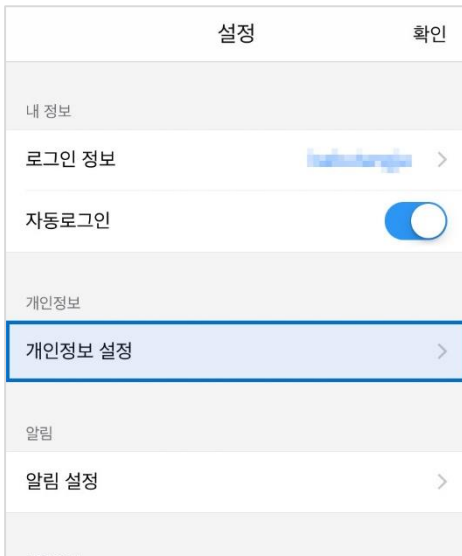 설정
확인
내 정보
로그인 정보
자동로그인
개인정보
개인정보 설정
알림
알림 설정